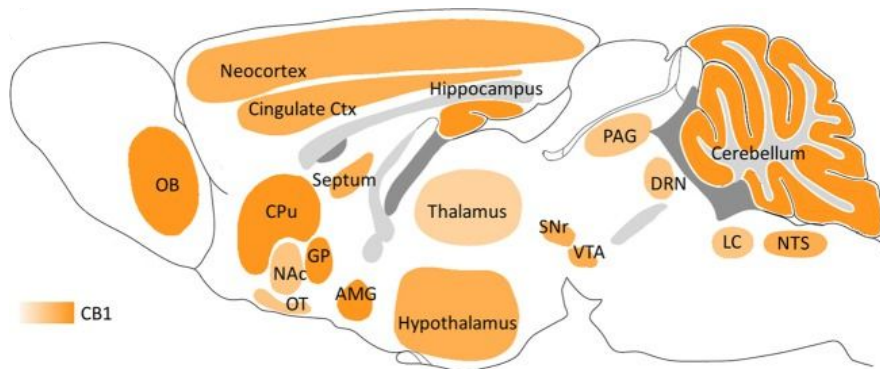 Neocortex
Hippocampus
Cingulate Ctx
PAG
Cerebellum
OB
Septum
DRN
CPu
Thalamus
SNr
LC
NTS
VTA
GP
NAc
AMG
OT
CB1
Hypothalamus